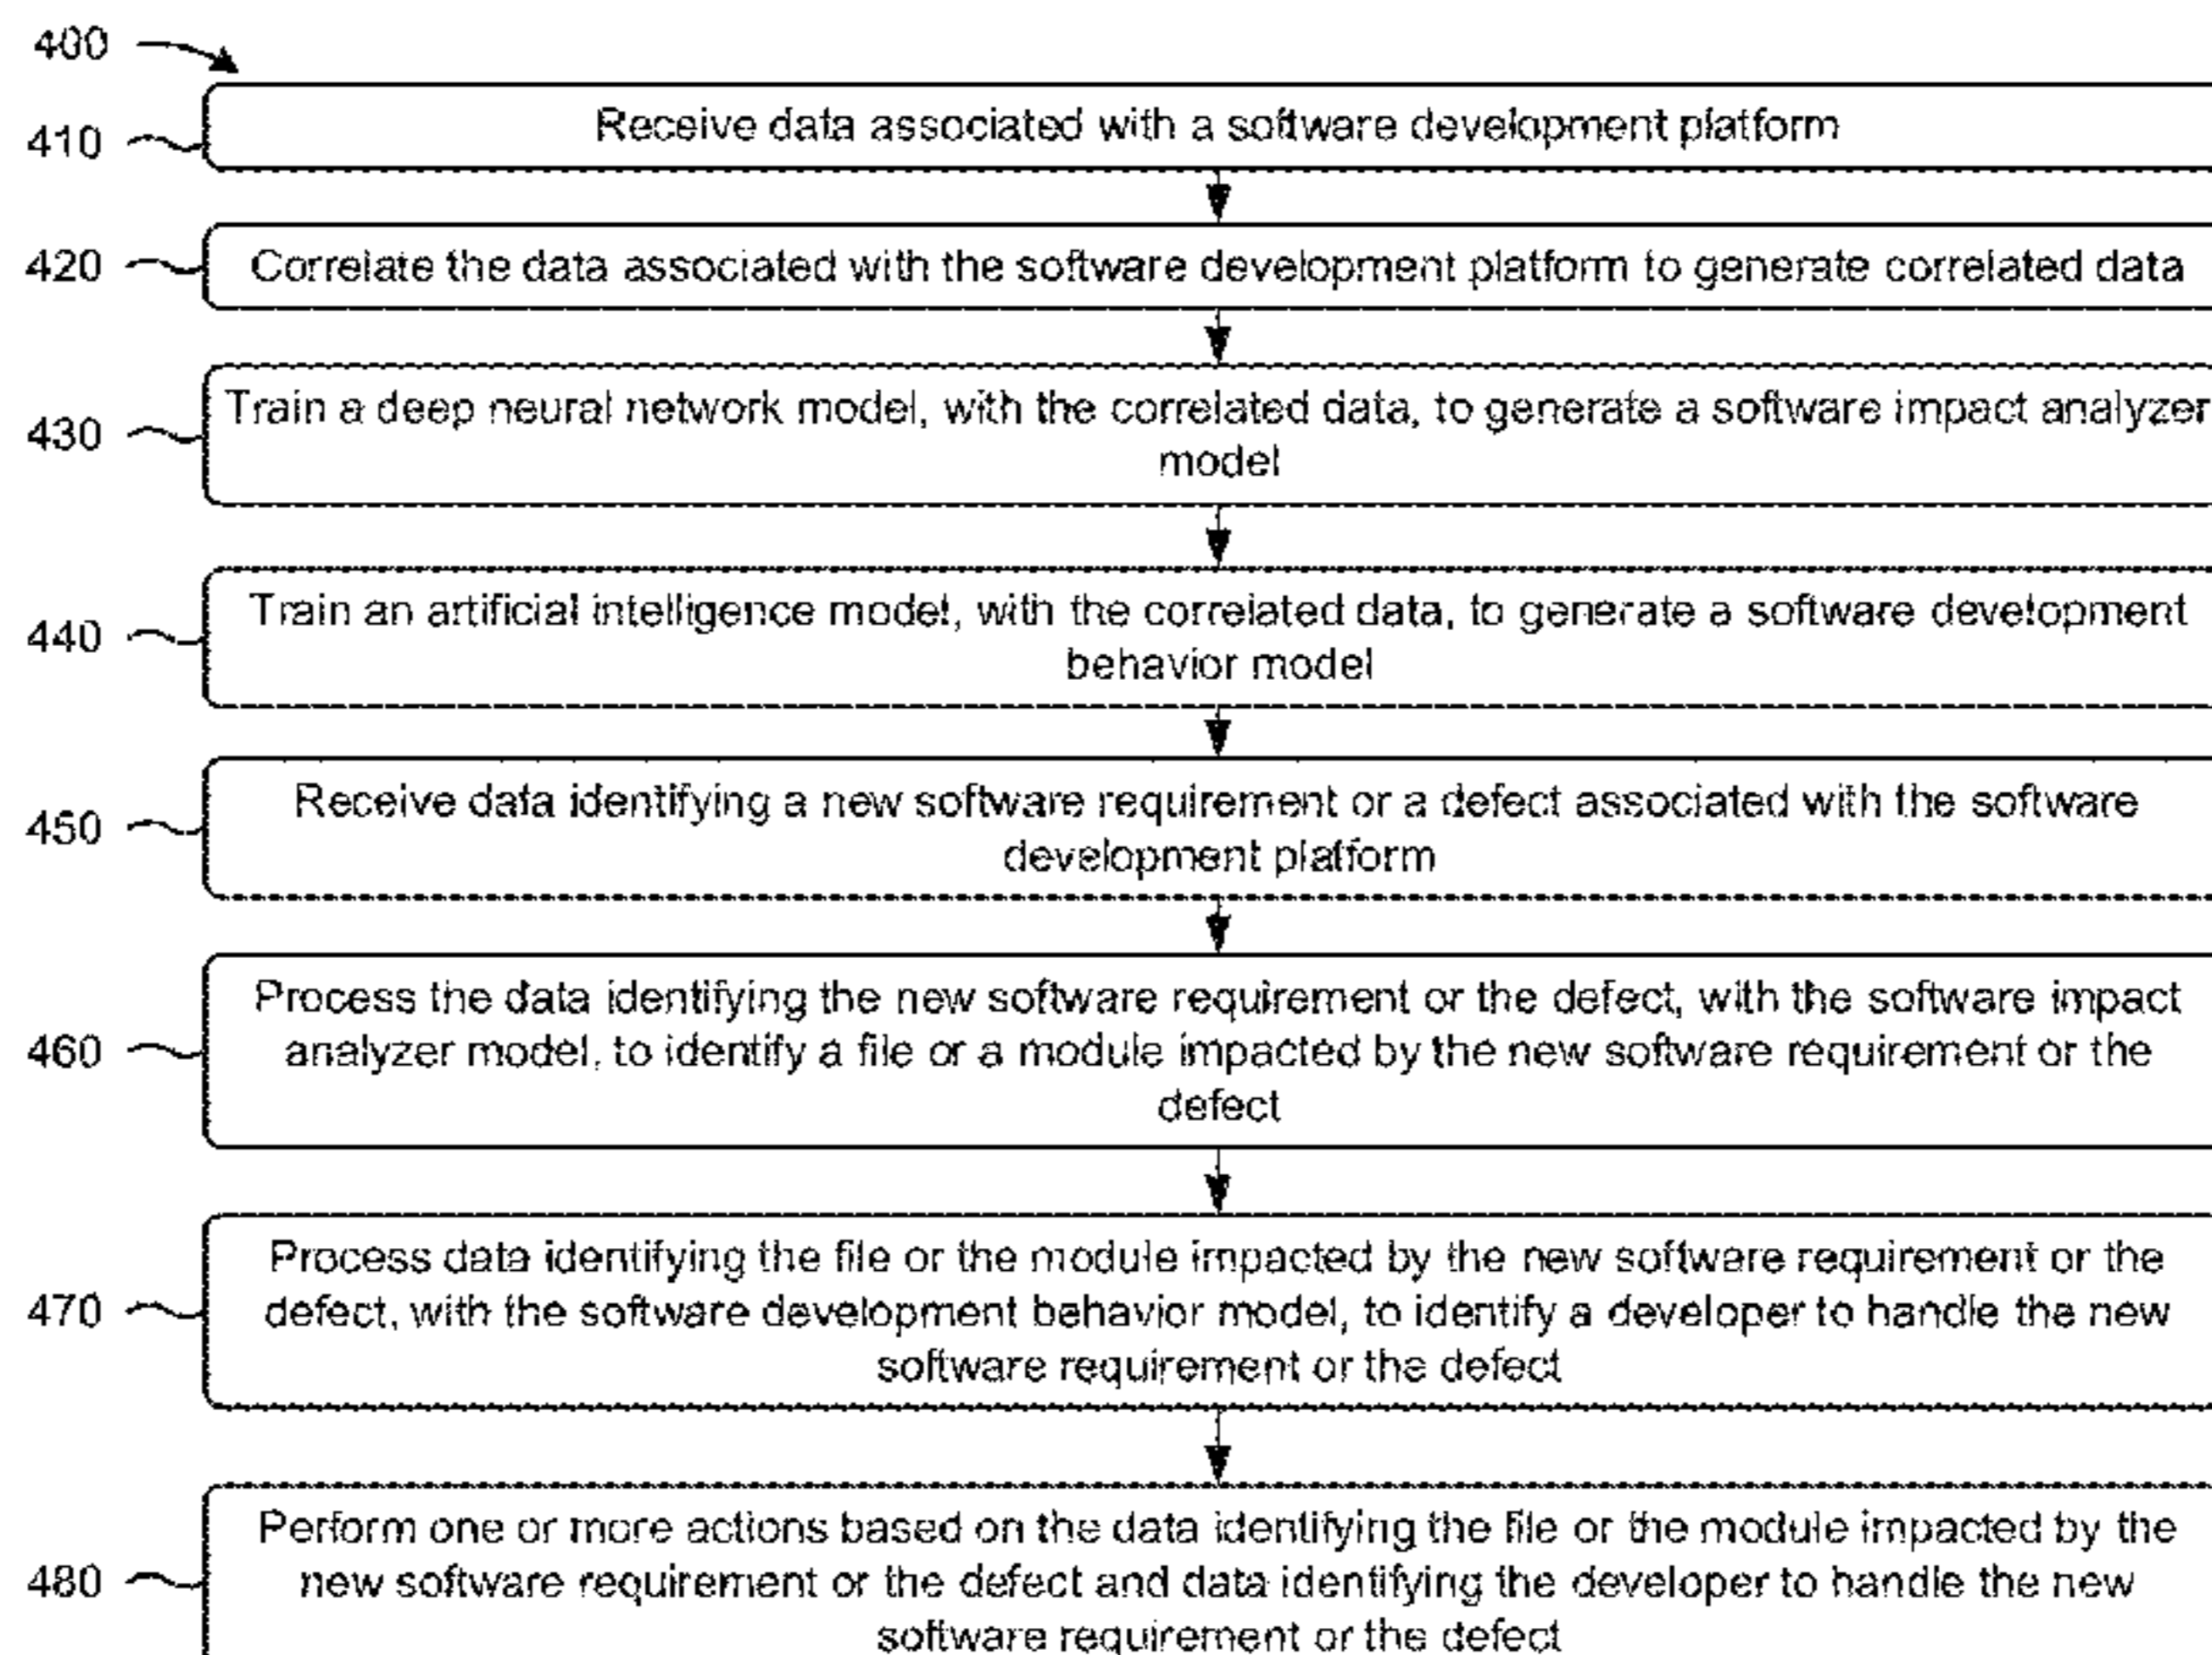 400
410
Receive data associated with a software development platform
420
Correlate the data associated with the software development platform to generate correlated data
430
Train a deep neural network model, with the correlated data, to generate a software impact analyzer
model
440
Train an artificial intelligence model, with the correlated data, to generate a software development
behavior model
450
Receive data identifying a new software requirement or a defect associated with the software
development platform
460
Process the data identifying the new software requirement or the defect, with the software impact
analyzer model, to identify a file or a module impacted by the new software requirement or the
defect
470
Process data identifying the file or the module impacted by the new software requirement or the
defect, with the software development behavior model, to identify a developer to handle the new
software requirement or the defect
480
Perform one or more actions based on the data identifying the file or the module impacted by the
new software requirement or the defect and data identifying the developer to handle the new
software requirement or the defect